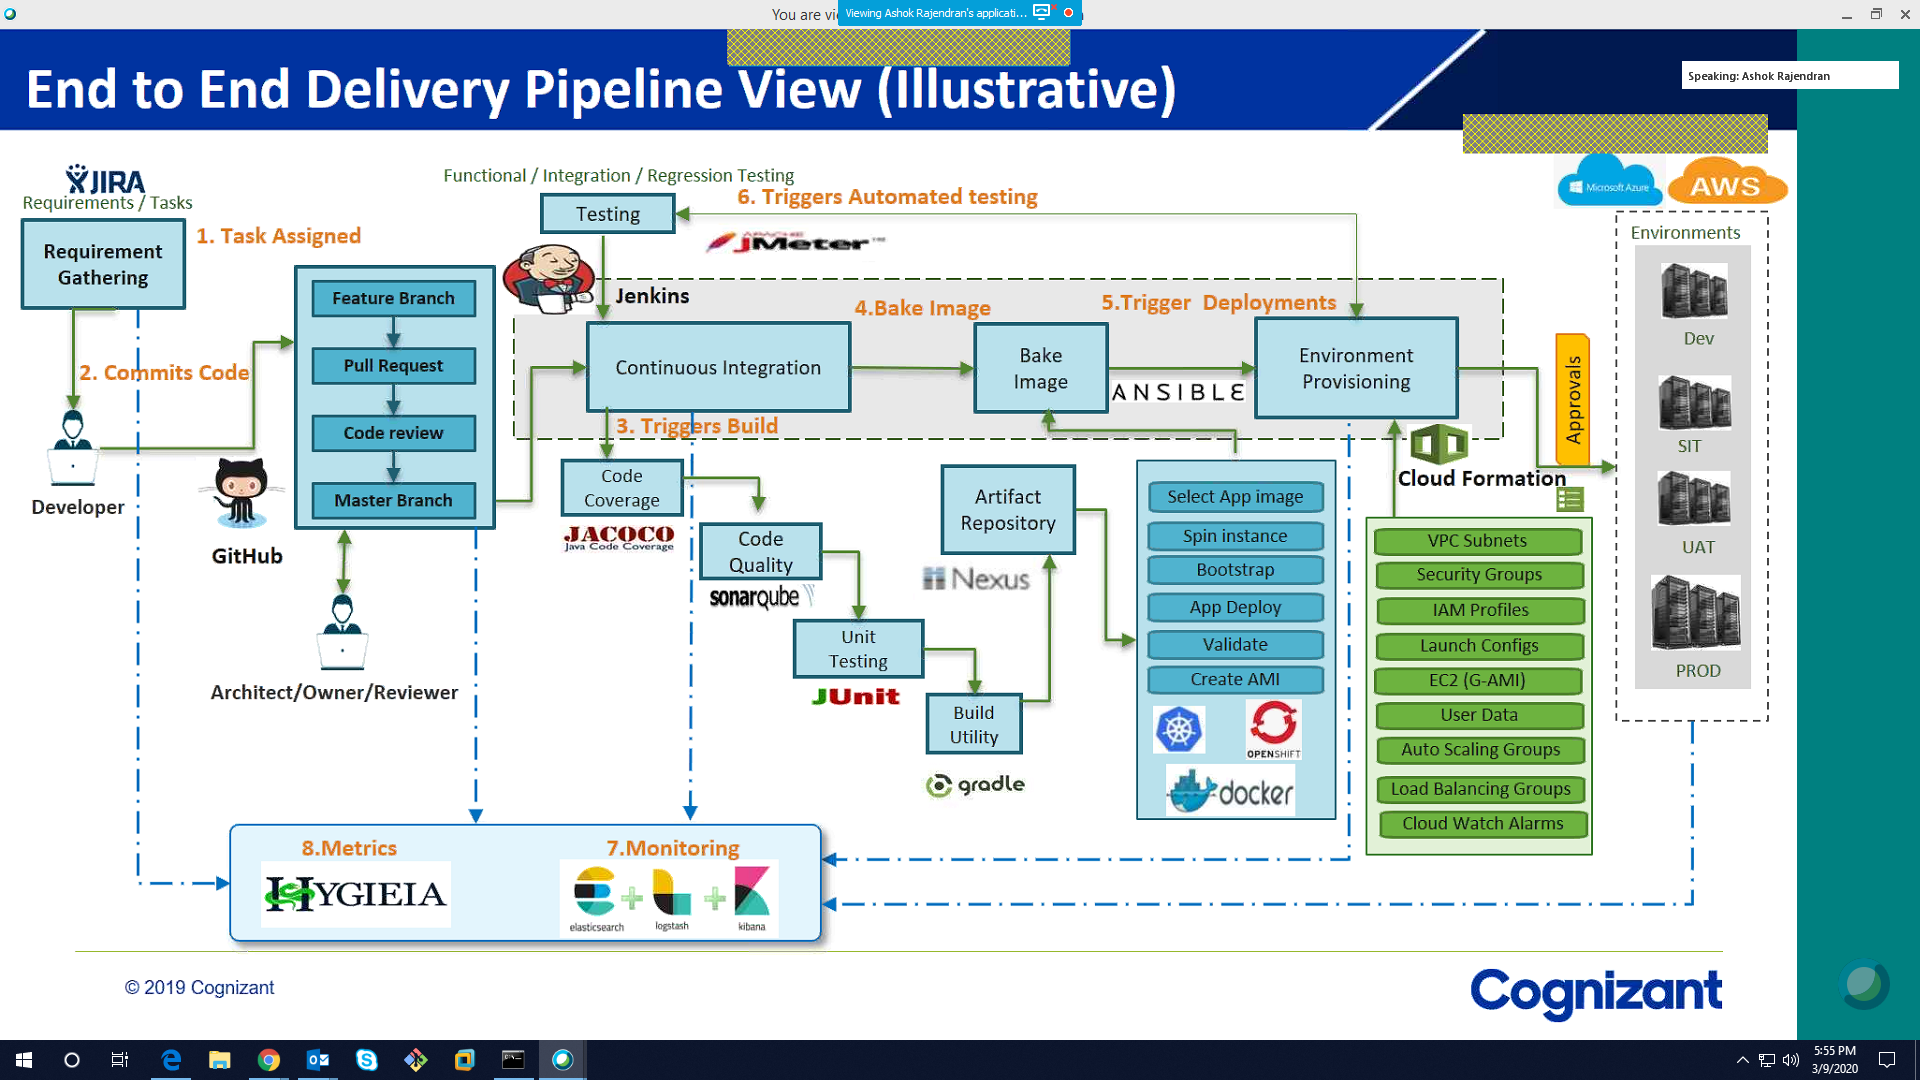 You are vi
Viewing Ashok Rajendran's applicati...
End to End Delivery Pipeline View (Illustrative)
Speaking: Ashok Rajendran
JIRA
Requirements / Tasks
Requirement
Gathering
1. Task Assigned
2. Commits Code
Developer
GitHub
Feature Branch
Pull Request
Code review
Master Branch
Architect/Owner/Reviewer
Functional / Integration / Regression Testing
Testing
6. Triggers Automated testing
APACHE
JMeter™
Jenkins
Continuous Integration
4.Bake Image
Bake
Image
5.Trigger Deployments
ANSIBLE
Environment
Provisioning
3. Triggers Build
Code
Coverage
JACOCO
Java Code Coverage
Code
Quality
sonarqube
Unit
Testing
JUnit
Build
Utility
gradle
Artifact
Repository
Nexus
Select App image
Spin instance
Bootstrap
App Deploy
Validate
Create AMI
OPENSHIFT
docker
Cloud Formation
VPC Subnets
Security Groups
IAM Profiles
Launch Configs
EC2 (G-AMI)
User Data
Auto Scaling Groups
Load Balancing Groups
Cloud Watch Alarms
Approvals
Microsoft Azure
AWS
Environments
Dev
SIT
UAT
PROD
8.Metrics
HYGIEIA
7.Monitoring
elasticsearch
logstash
kibana
© 2019 Cognizant
Cognizant
5:55 PM
3/9/2020